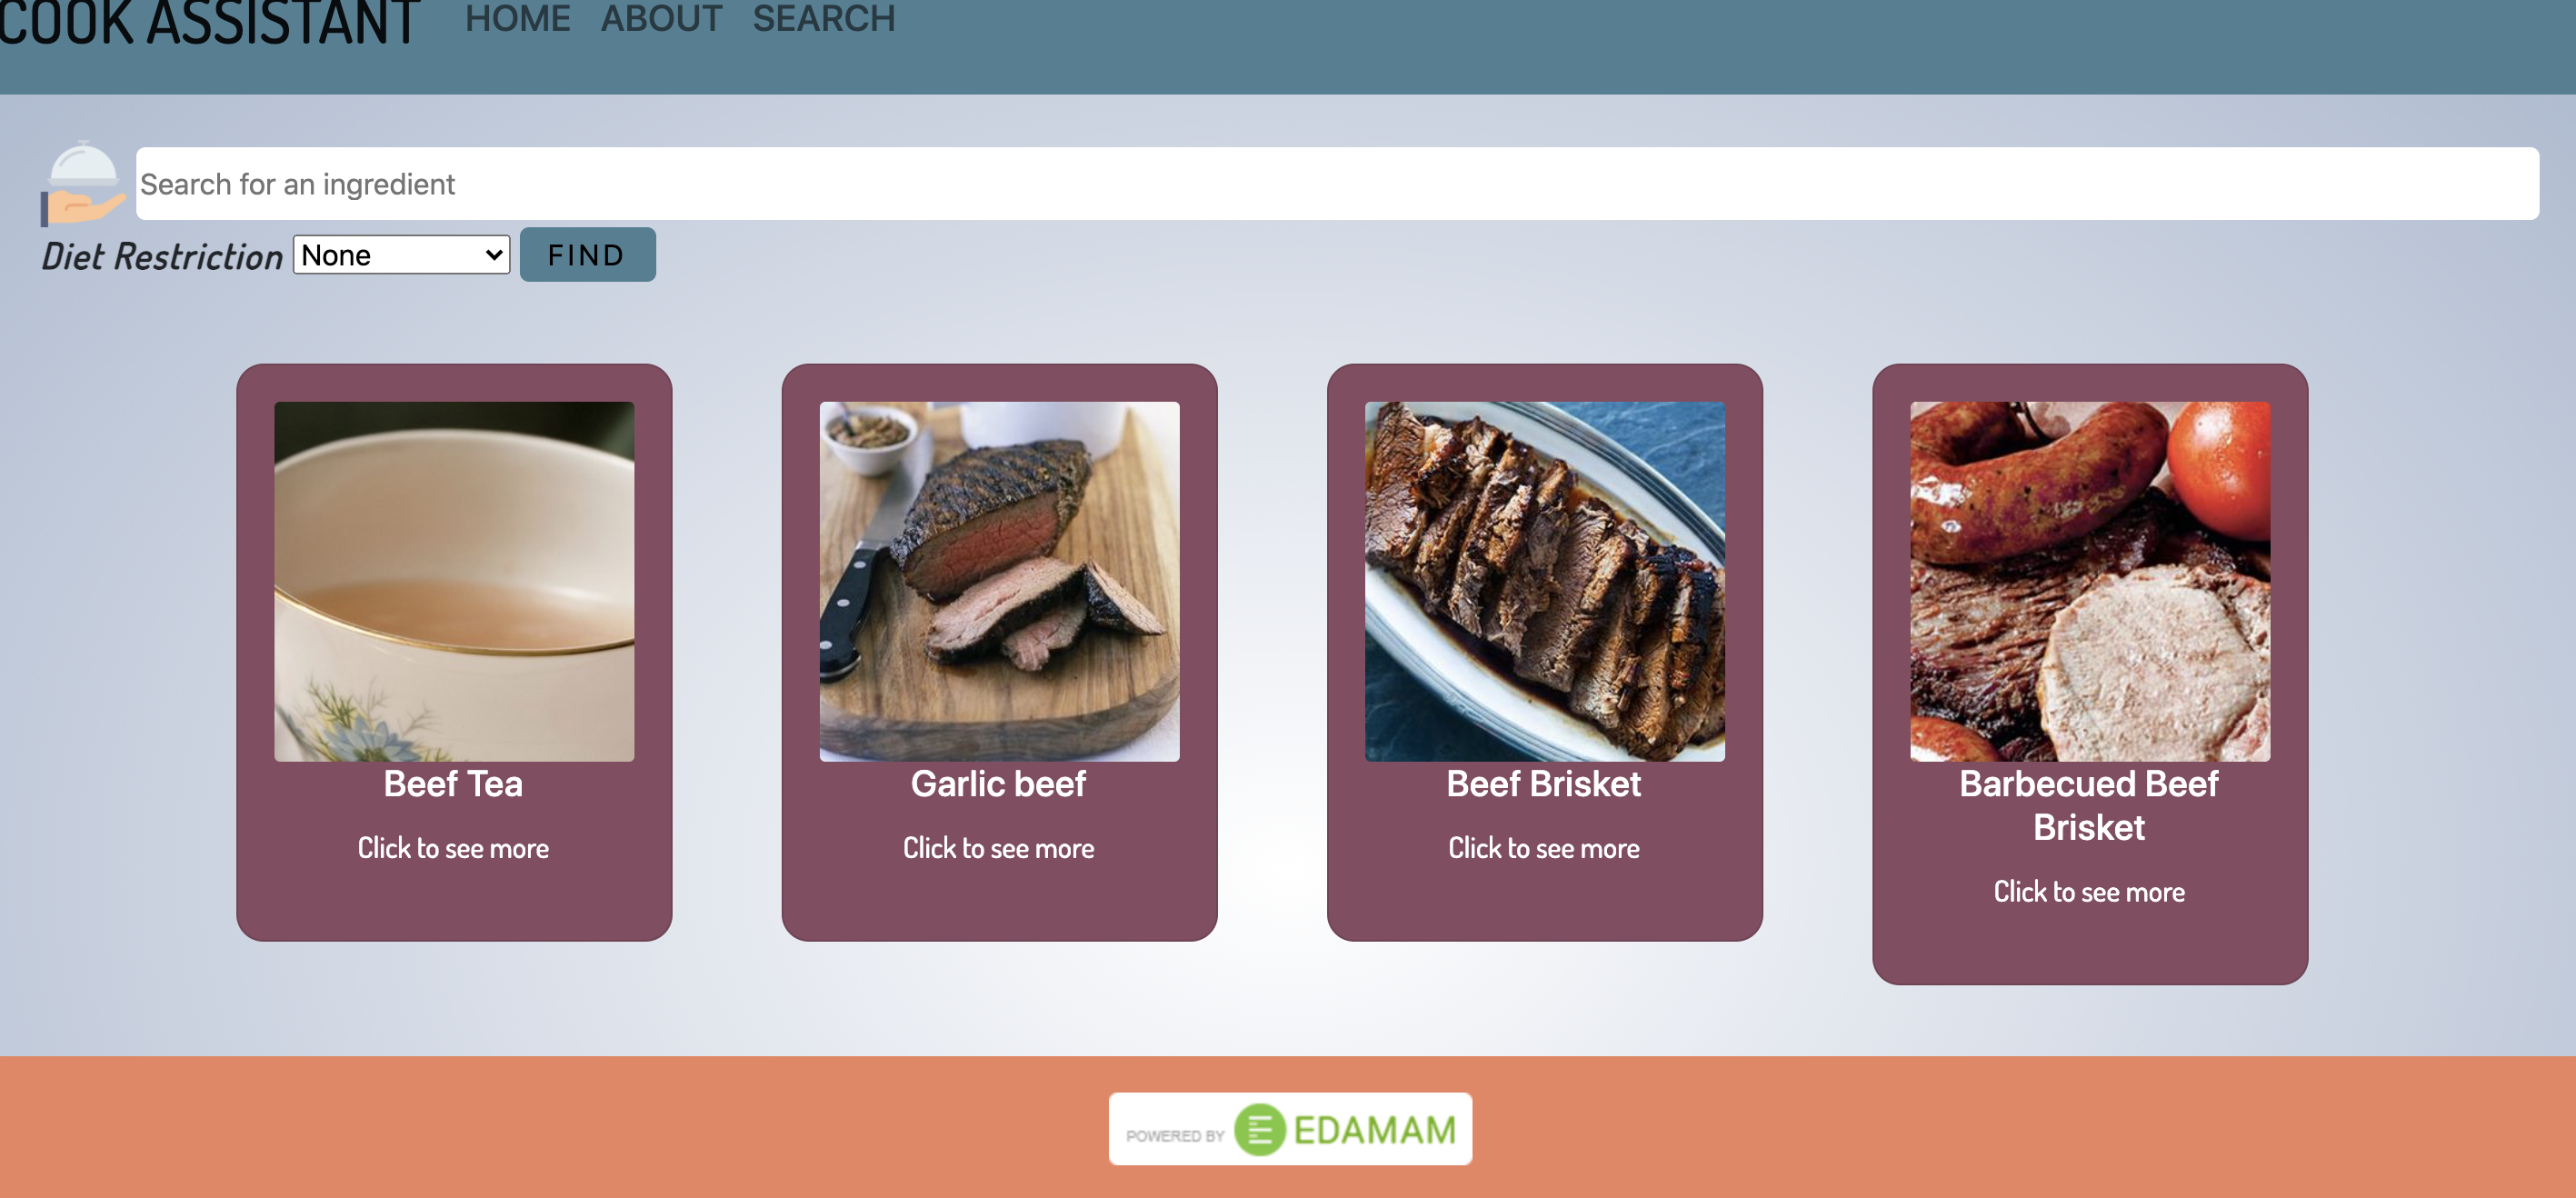 COOK ASSISTANT HOME ABOUT SEARCH
Search for an ingredient
Diet Restriction None FIND
Beef Tea
Click to see more
Garlic beef
Click to see more
Beef Brisket
Click to see more
Barbecued Beef
Brisket
Click to see more
POWERED BY EDAMAM